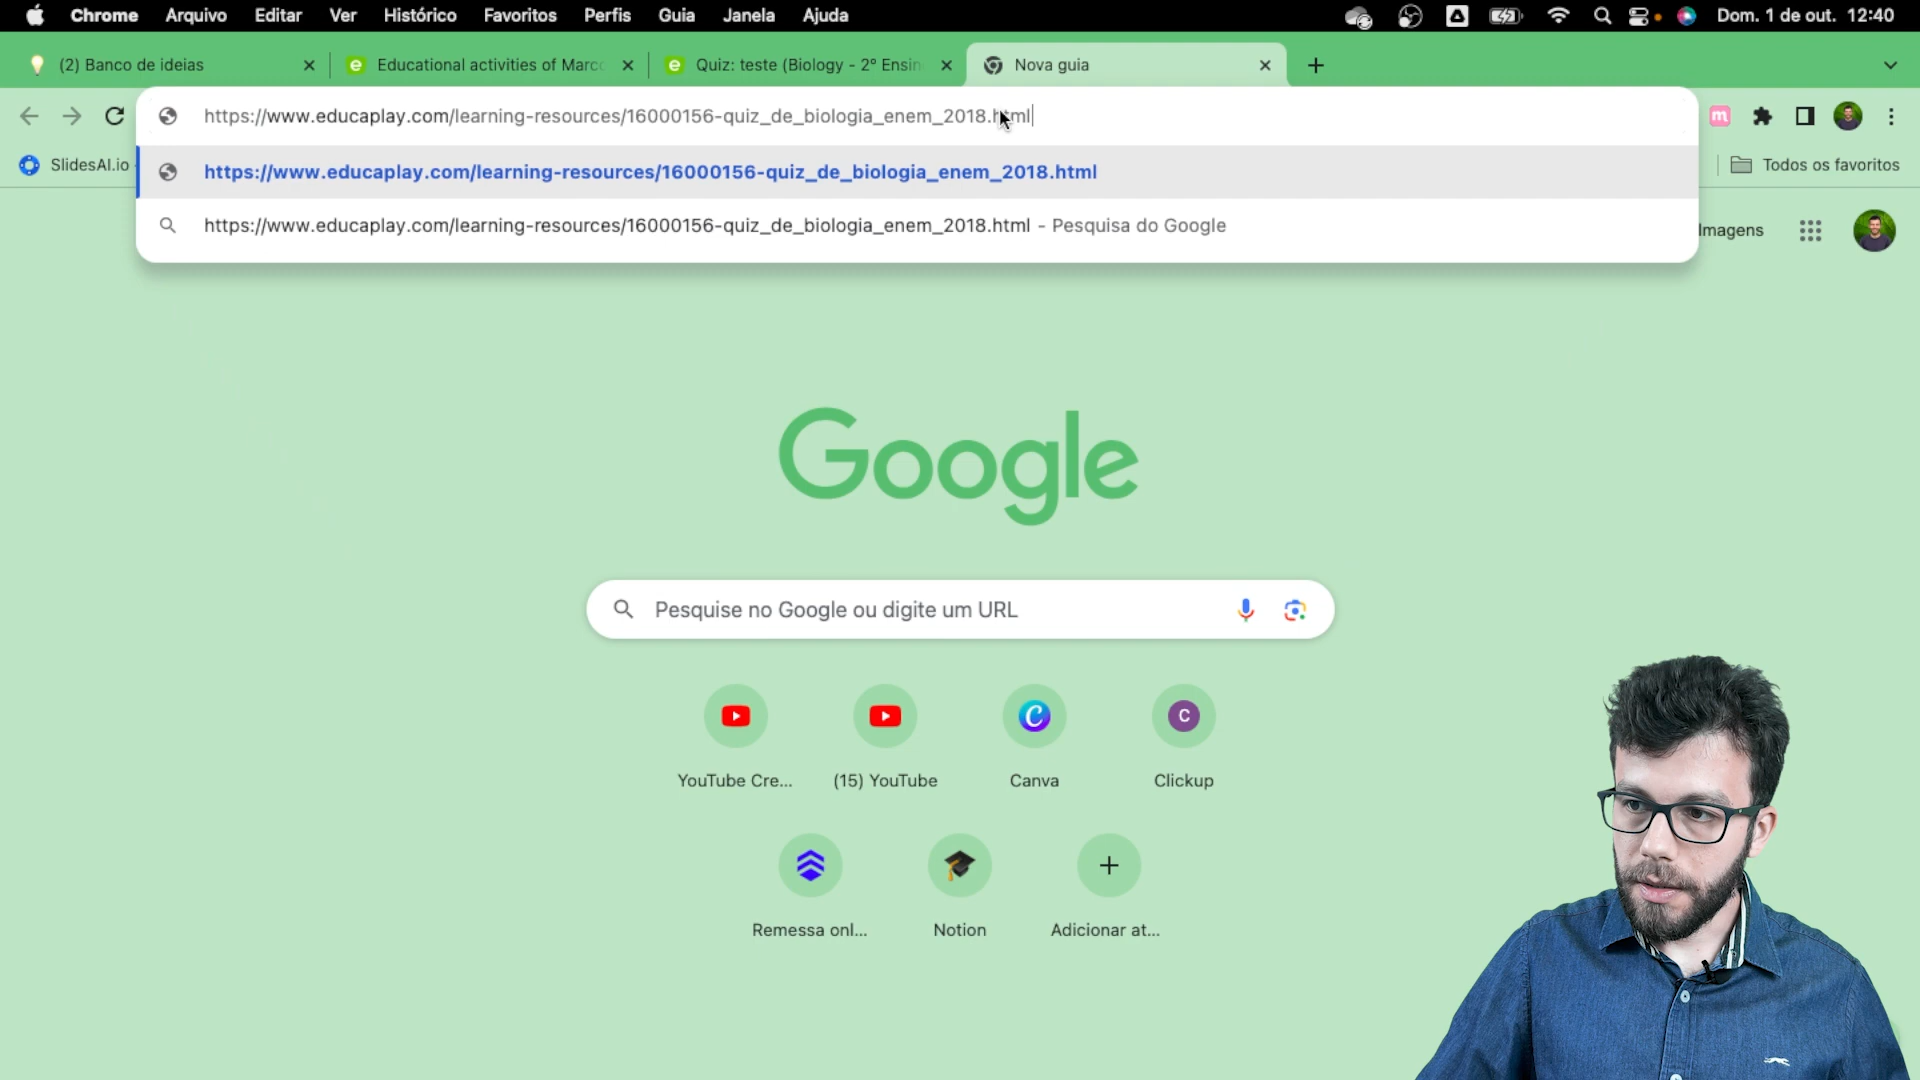 Chrome Arquivo Editar Ver Histórico Favoritos Perfis Guia Janela Ajuda Dom. 1 de out. 12:40
(2) Banco de ideias Educational activities of Marco Quiz: teste (Biology - 2º Ensin Nova guia
https://www.educaplay.com/learning-resources/16000156-quiz_de_biologia_enem_2018.html
SlidesAI.io https://www.educaplay.com/learning-resources/16000156-quiz_de_biologia_enem_2018.html Todos os favoritos
https://www.educaplay.com/learning-resources/16000156-quiz_de_biologia_enem_2018.html - Pesquisa do Google Imagens
Google
Pesquise no Google ou digite um URL
YouTube Cre... (15) YouTube Canva Clickup
Remessa onl... Notion Adicionar at...